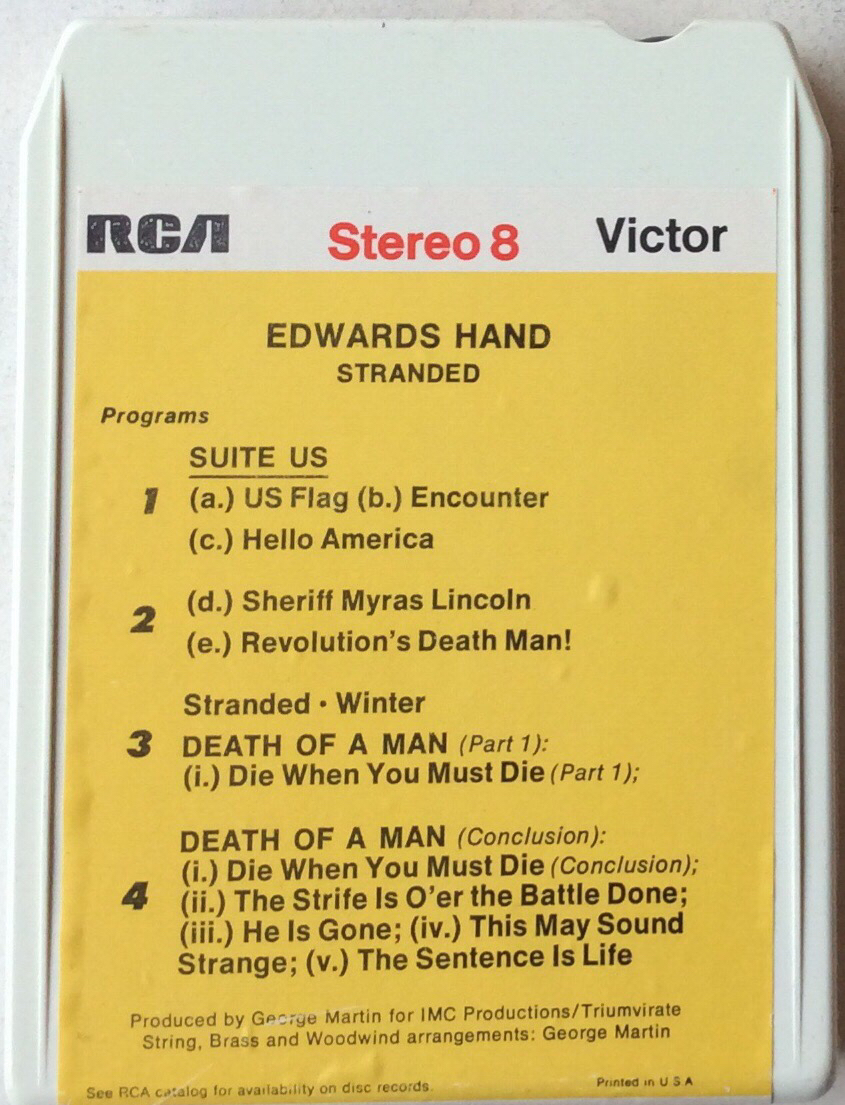 RCA Stereo 8 Victor
EDWARDS HAND
STRANDED
Programs
SUITE US
1 (a.) US Flag (b.) Encounter
(c.) Hello America
2 (d.) Sheriff Myras Lincoln
(e.) Revolution's Death Man!
Stranded • Winter
3 DEATH OF A MAN (Part 1):
(i.) Die When You Must Die (Part 1);
DEATH OF A MAN (Conclusion):
(i.) Die When You Must Die (Conclusion);
4 (ii.) The Strife Is O'er the Battle Done;
(iii.) He Is Gone; (iv.) This May Sound
Strange; (v.) The Sentence Is Life
Produced by George Martin for IMC Productions/Triumvirate
String, Brass and Woodwind arrangements: George Martin
See RCA catalog for availability on disc records. Printed in U S A